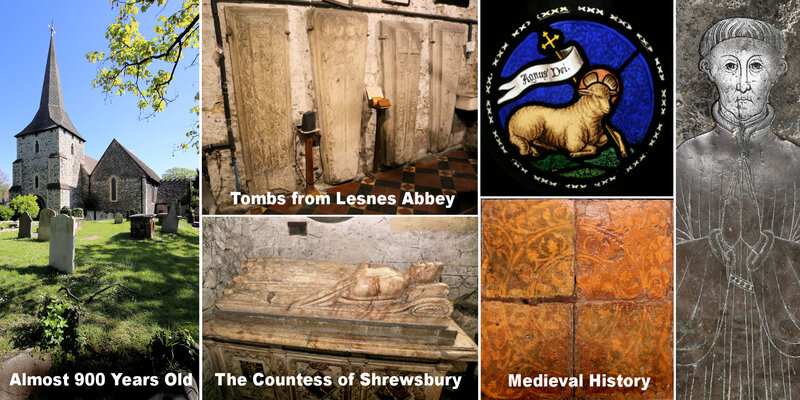 Almost 900 Years Old
Tombs from Lesnes Abbey
The Countess of Shrewsbury
Agnus Dei.
Medieval History